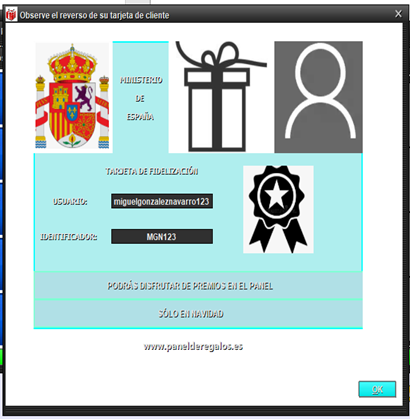 Observe el reverso de su tarjeta de cliente
MINISTERIO
DE
ESPAÑA
TARJETA DE FIDELIZACIÓN
USUARIO: miguelgonzaleznavarro123
IDENTIFICADOR: MGN123
PODRÁS DISFRUTAR DE PREMIOS EN EL PANEL
SÓLO EN NAVIDAD
www.panelderegalos.es
OK